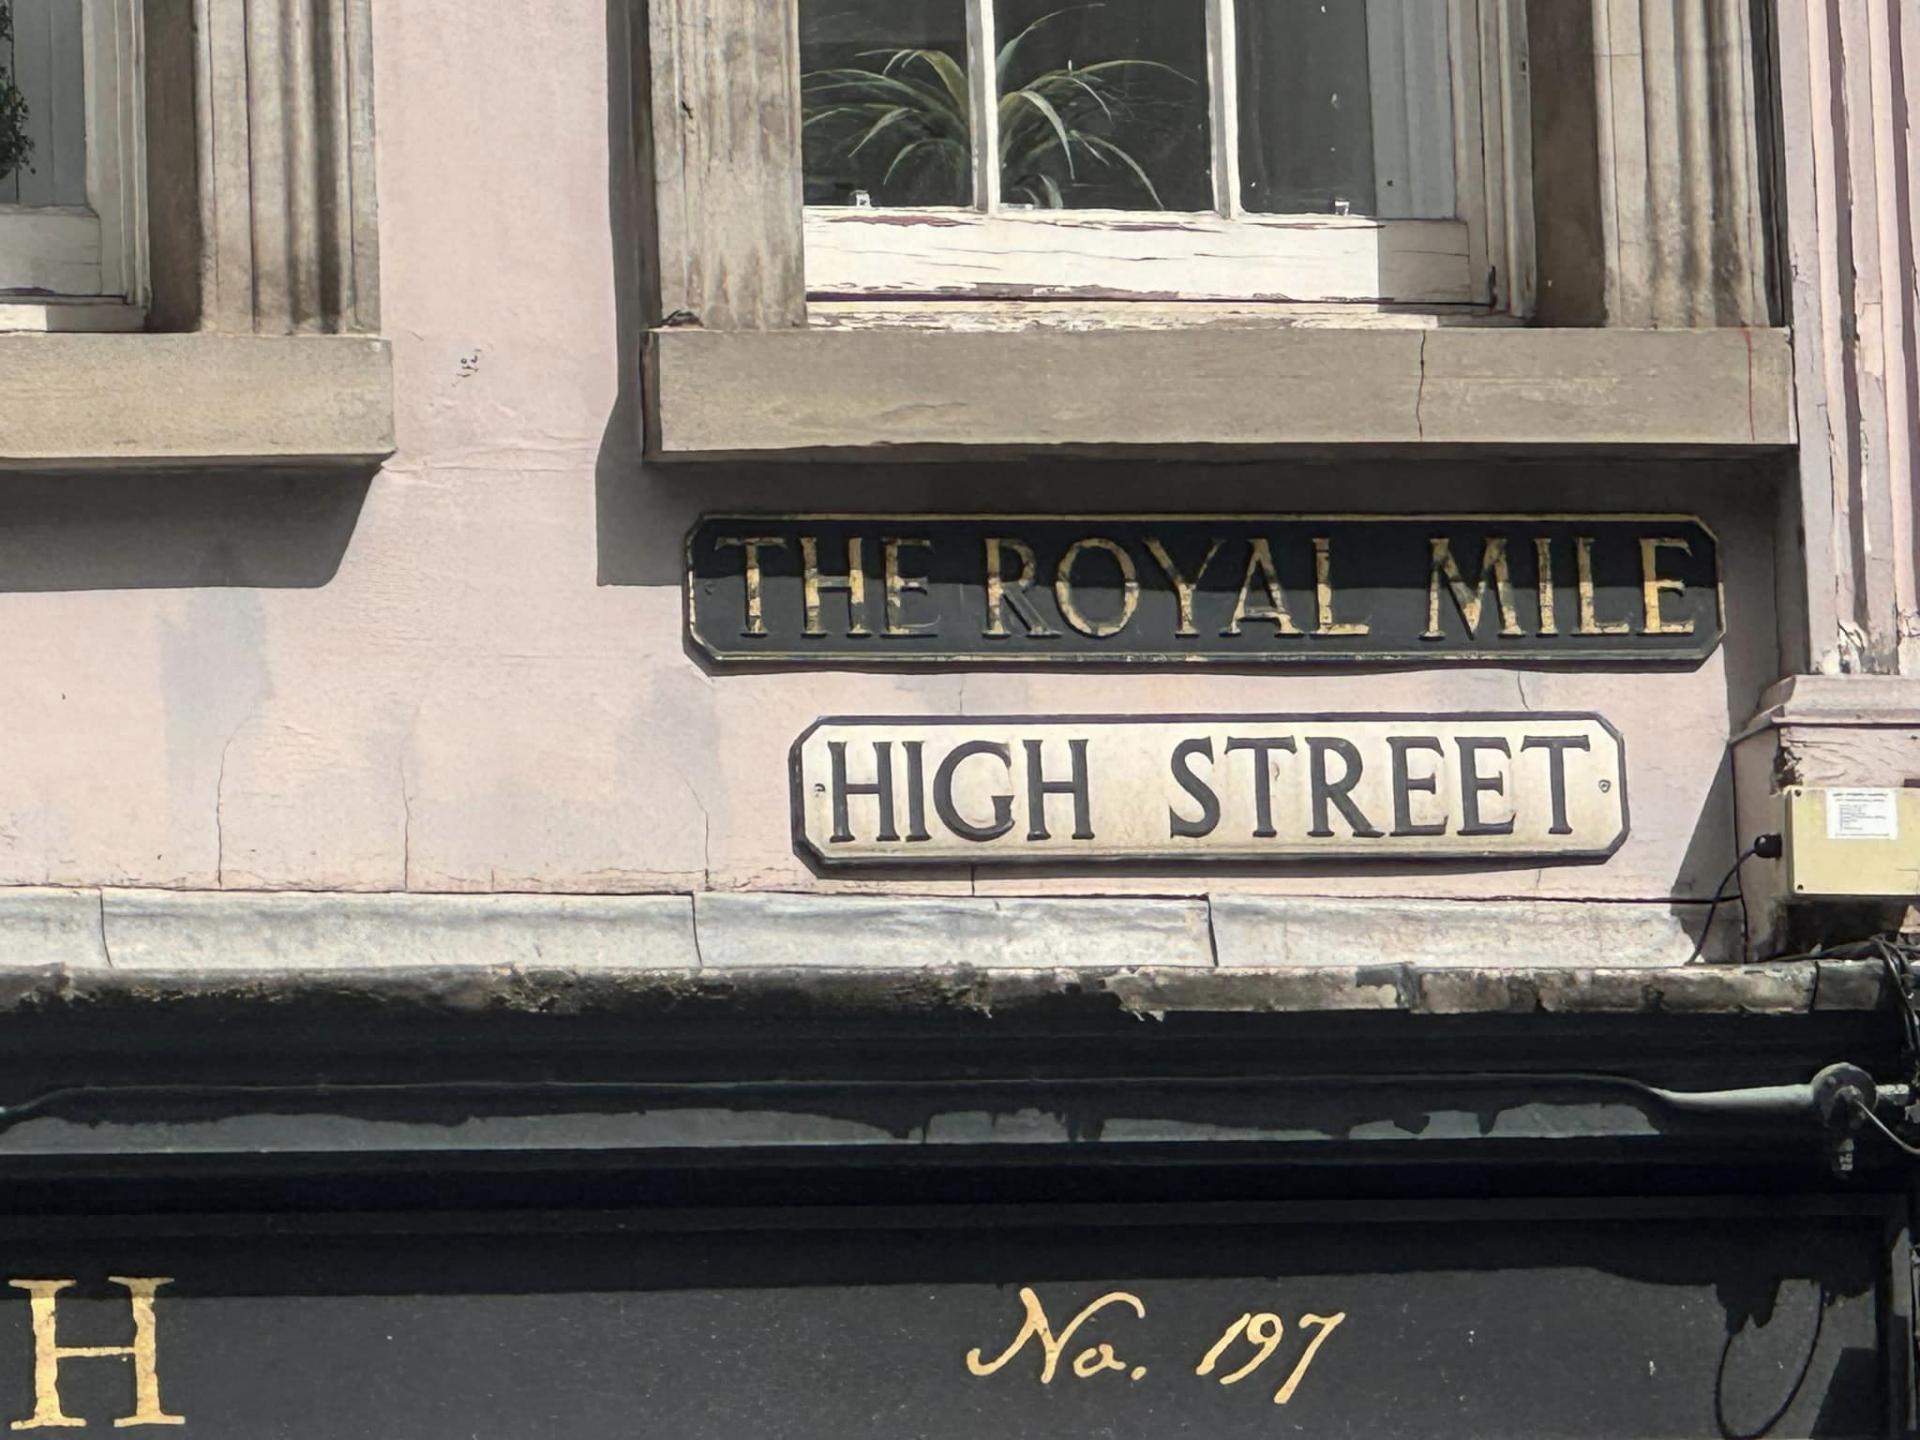 THE ROYAL MILE
HIGH STREET
H
No. 197